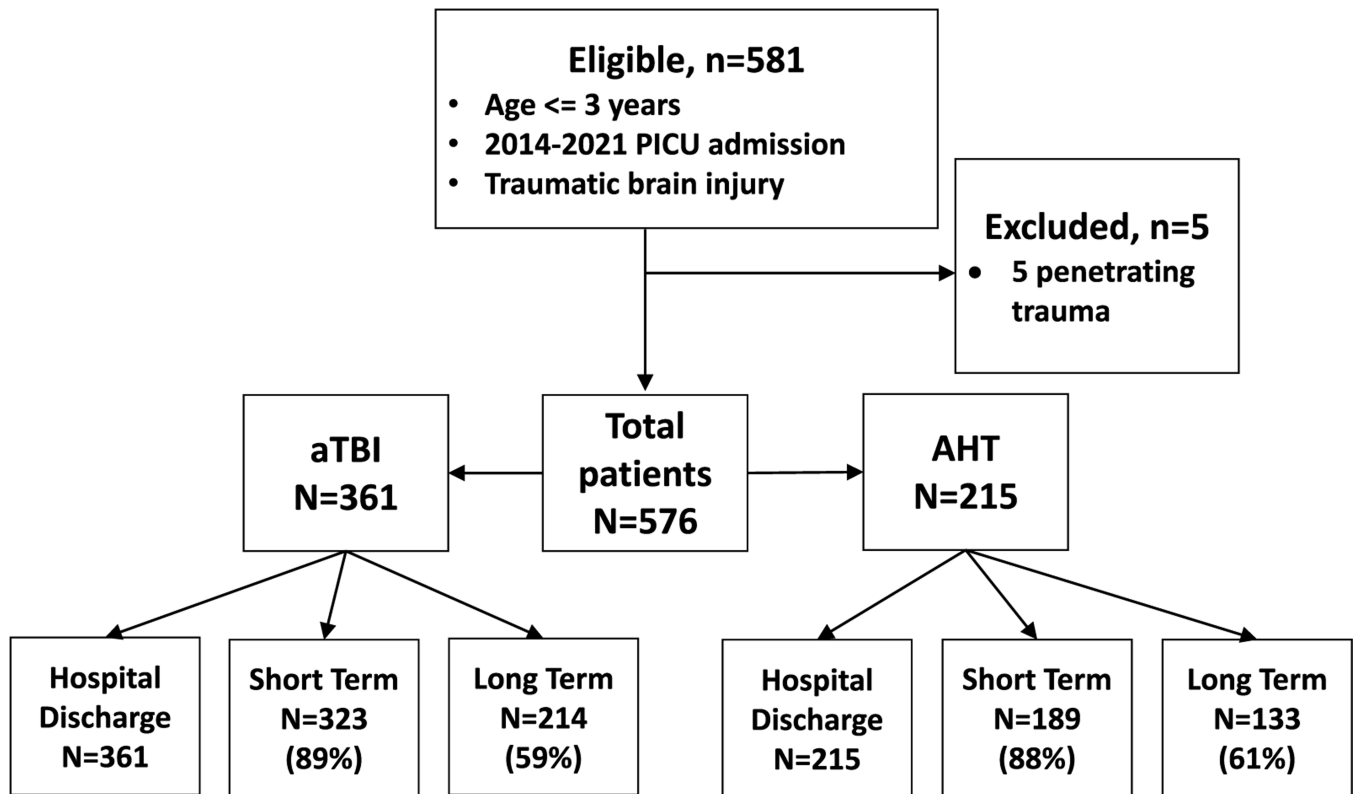 Eligible, n=581
• Age <= 3 years
• 2014-2021 PICU admission
• Traumatic brain injury
Excluded, n=5
• 5 penetrating
trauma
aTBI
N=361
Total
patients
N=576
AHT
N=215
Hospital
Discharge
N=361
Short Term
N=323
(89%)
Long Term
N=214
(59%)
Hospital
Discharge
N=215
Short Term
N=189
(88%)
Long Term
N=133
(61%)